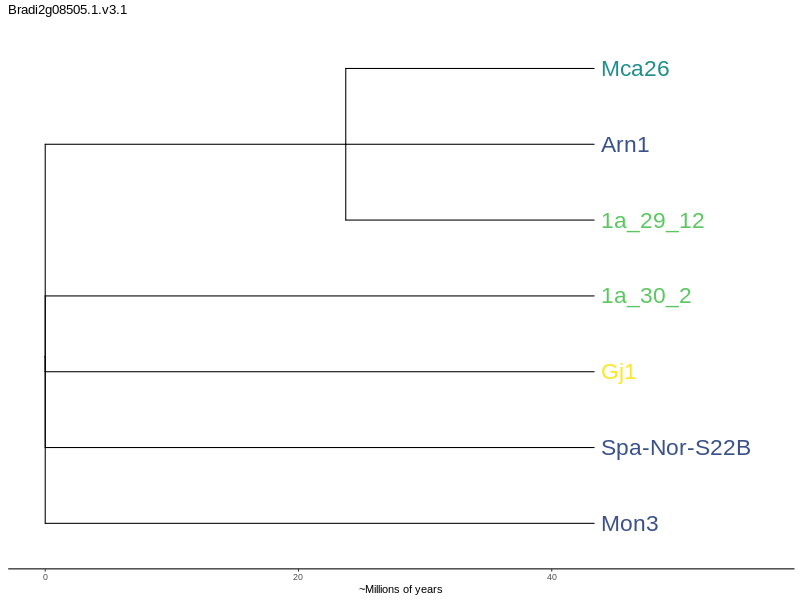 Bradi2g08505.1.v3.1
Mca26
Arn1
1a_29_12
1a_30_2
Gj1
Spa-Nor-S22B
Mon3
0 20 40
~Millions of years